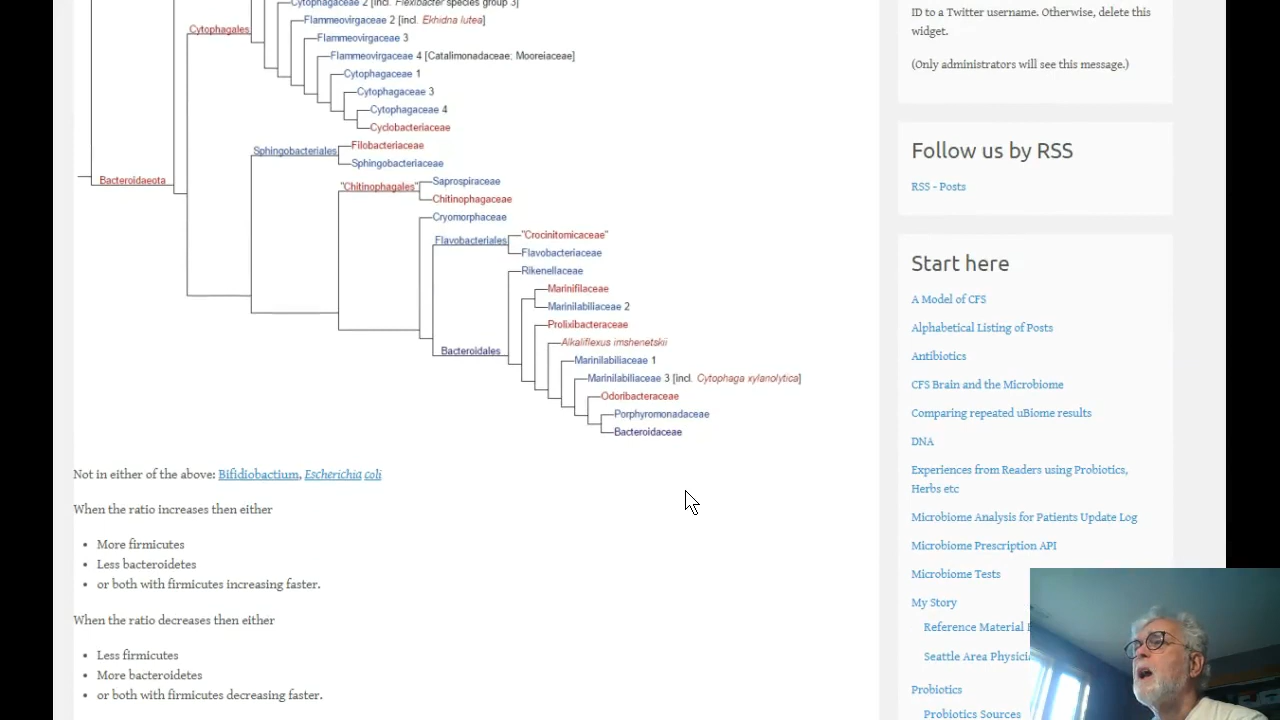 Cytophagaceae 2 [incl. Flexibacter species group 3]
Flammeovirgaceae 2 [incl. Ekhidna lutea]
Cytophagales
Flammeovirgaceae 3
Flammeovirgaceae 4 [Catalimonadaceae; Mooreiaceae]
Cytophagaceae 1
Cytophagaceae 3
Cytophagaceae 4
Cyclobacteriaceae
Filobacteriaceae
Sphingobacteriales
Sphingobacteriaceae
Bacteroidaeota
Saprospiraceae
"Chitinophagales"
Chitinophagaceae
Cryomorphaceae
"Crocinitomicaceae"
Flavobacteriales
Flavobacteriaceae
Rikenellaceae
Marinifilaceae
Marinilabiliaceae 2
Prolixibacteraceae
Alkaliflexus imshenetskii
Bacteroidales
Marinilabiliaceae 1
Marinilabiliaceae 3 [incl. Cytophaga xylanolytica]
Odoribacteraceae
Porphyromonadaceae
Bacteroidaceae
Not in either of the above: Bifidiobactium, Escherichia coli
When the ratio increases then either
• More firmicutes
• Less bacteroidetes
• or both with firmicutes increasing faster.
When the ratio decreases then either
• Less firmicutes
• More bacteroidetes
• or both with firmicutes decreasing faster.
ID to a Twitter username. Otherwise, delete this
widget.
(Only administrators will see this message.)
Follow us by RSS
RSS - Posts
Start here
A Model of CFS
Alphabetical Listing of Posts
Antibiotics
CFS Brain and the Microbiome
Comparing repeated uBiome results
DNA
Experiences from Readers using Probiotics,
Herbs etc
Microbiome Analysis for Patients Update Log
Microbiome Prescription API
Microbiome Tests
My Story
Reference Material
Seattle Area
Probiotics
Probiotics Sources